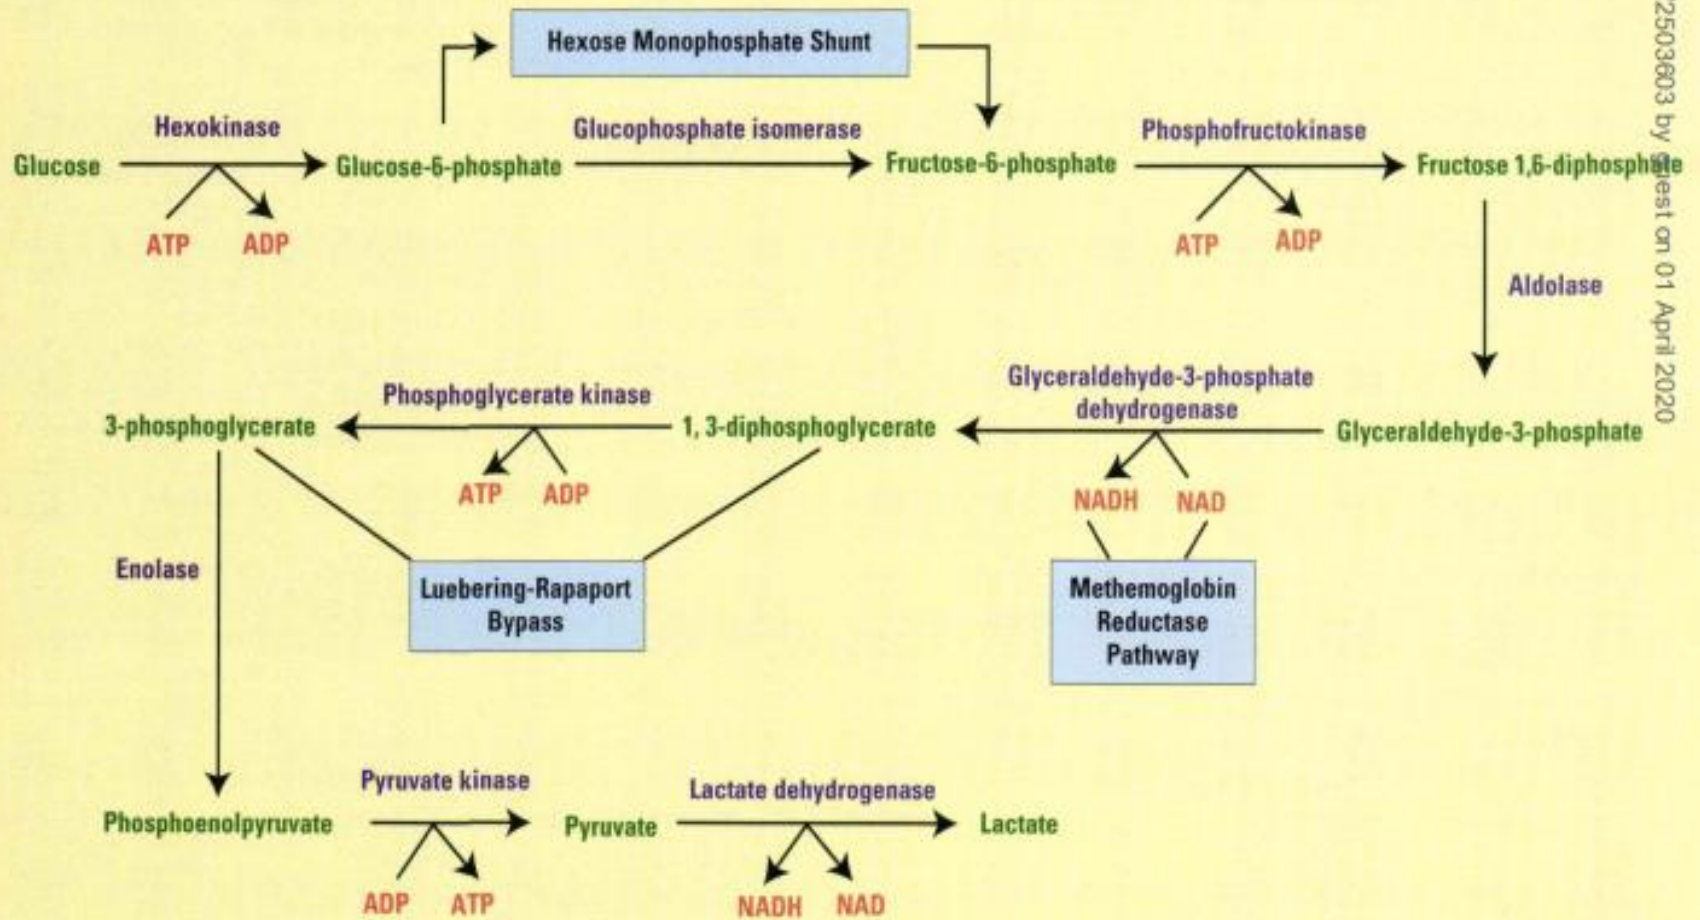 Hexose Monophosphate Shunt
Hexokinase
Glucophosphate isomerase
Phosphofructokinase
Glucose
Glucose-6-phosphate
Fructose-6-phosphate
Fructose 1,6-diphosphate
ATP
ADP
ATP
ADP
Aldolase
Glyceraldehyde-3-phosphate
dehydrogenase
Phosphoglycerate kinase
3-phosphoglycerate
1, 3-diphosphoglycerate
Glyceraldehyde-3-phosphate
ATP
ADP
NADH
NAD
Enolase
Luebering-Rapaport
Bypass
Methemoglobin
Reductase
Pathway
Pyruvate kinase
Lactate dehydrogenase
Phosphoenolpyruvate
Pyruvate
Lactate
ADP
ATP
NADH
NAD
2503603 by on 01 April 2020